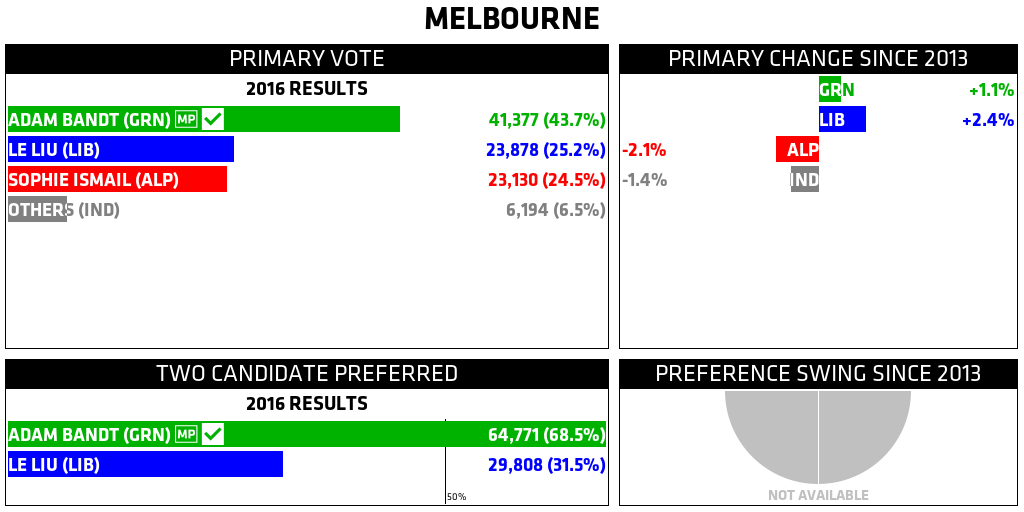 MELBOURNE
PRIMARY VOTE
2016 RESULTS
ADAM BANDT (GRN) MP 41,377 (43.7%)
LE LIU (LIB) 23,878 (25.2%)
SOPHIE ISMAIL (ALP) 23,130 (24.5%)
OTHERS (IND) 6,194 (6.5%)
PRIMARY CHANGE SINCE 2013
GRN +1.1%
LIB +2.4%
-2.1% ALP
-1.4% IND
TWO CANDIDATE PREFERRED
2016 RESULTS
ADAM BANDT (GRN) MP 64,771 (68.5%)
LE LIU (LIB) 29,808 (31.5%)
50%
PREFERENCE SWING SINCE 2013
NOT AVAILABLE